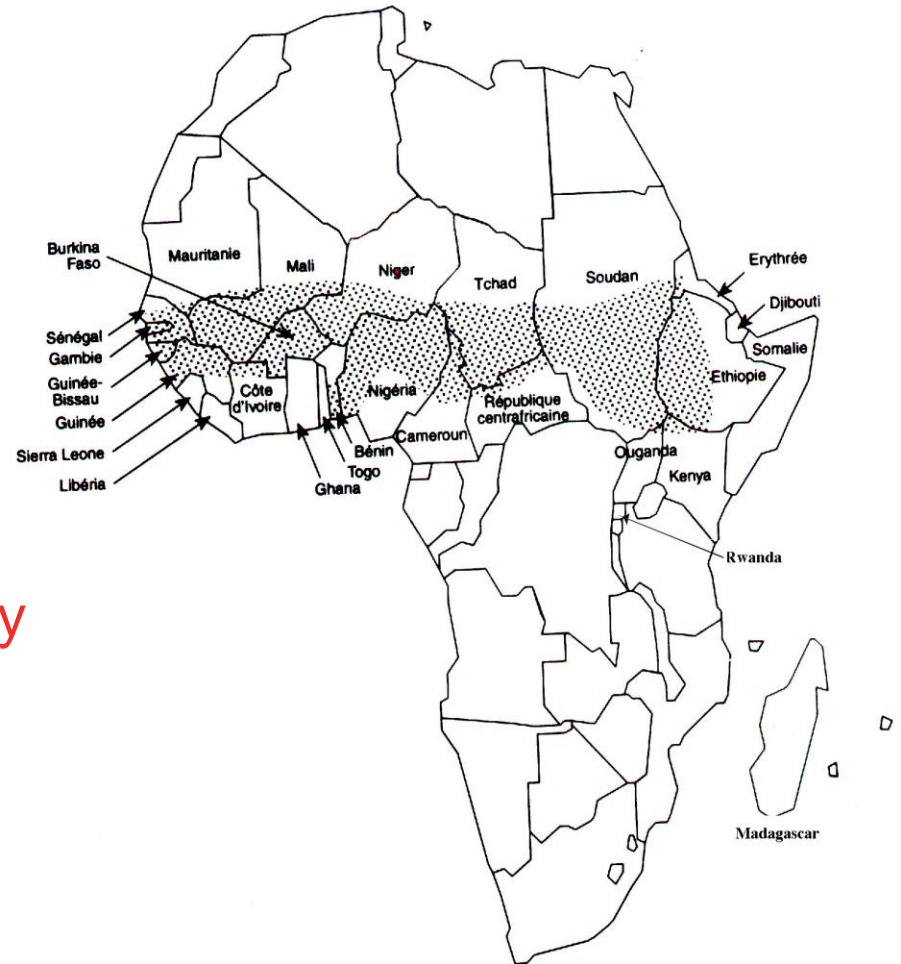 Burkina
Faso
Mauritanie
Mali
Niger
Tchad
Soudan
Erythrée
Djibouti
Somalie
Ethiopie
Sénégal
Gambie
Guinée-
Bissau
Guinée
Sierra Leone
Libéria
Côte
d'Ivoire
Nigéria
République
centrafricaine
Cameroun
Bénin
Togo
Ghana
Ouganda
Kenya
Rwanda
y
Madagascar